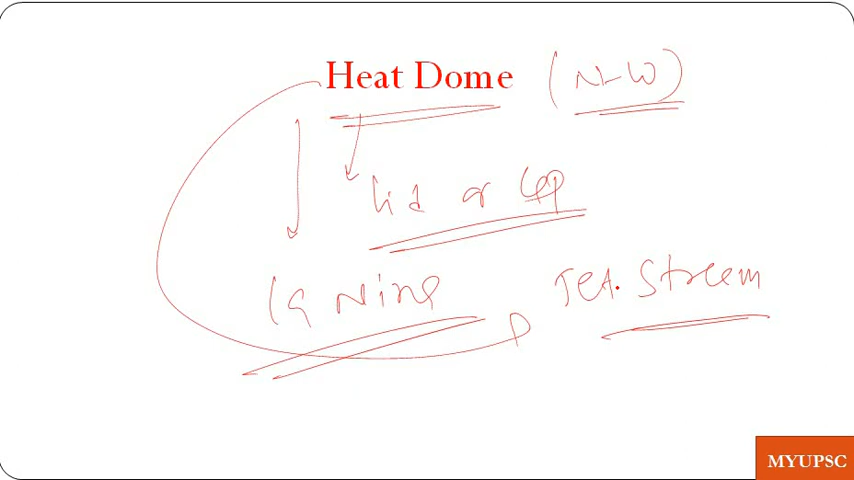 Heat Dome (N-W)
lid or cap
la Nina
Jet. Stream
MYUPSC